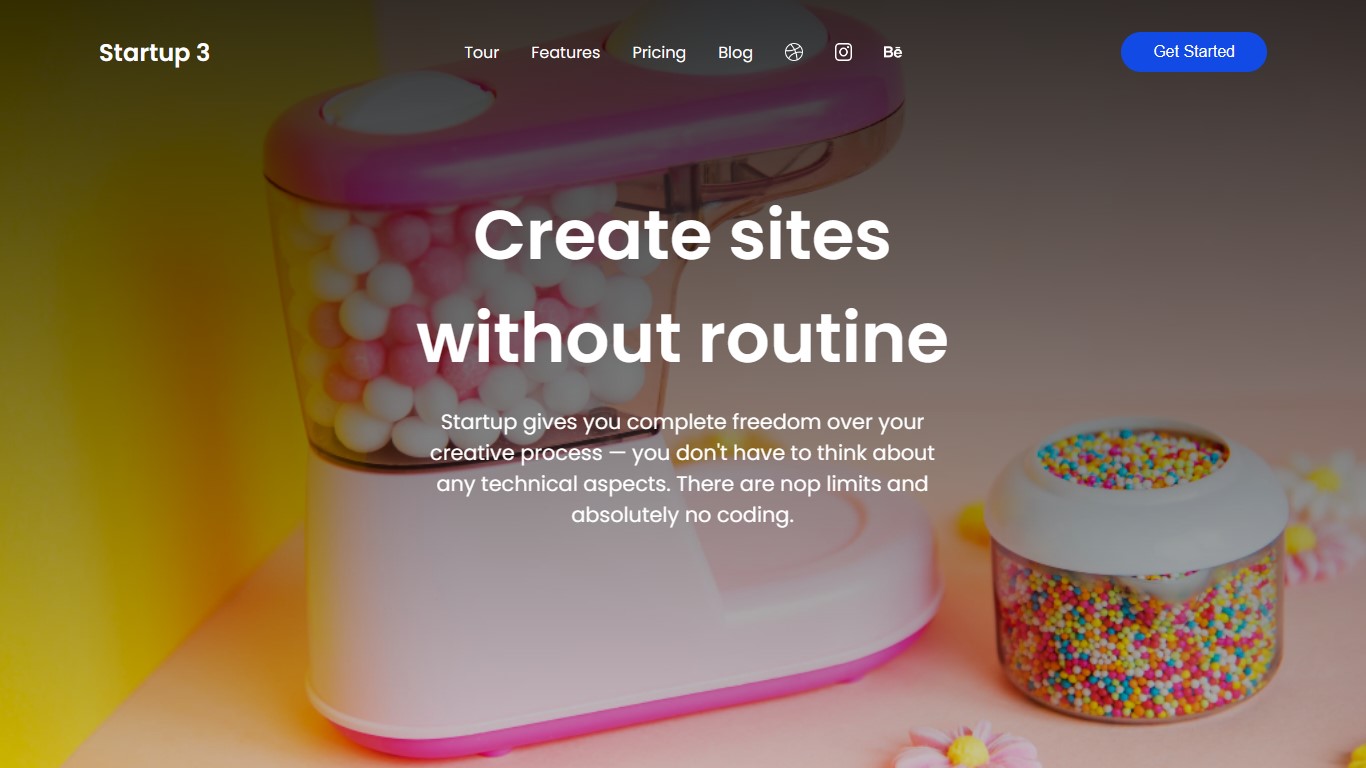 Startup 3
Tour Features Pricing Blog Bē
Get Started
Create sites
without routine
Startup gives you complete freedom over your
creative process — you don't have to think about
any technical aspects. There are nop limits and
absolutely no coding.